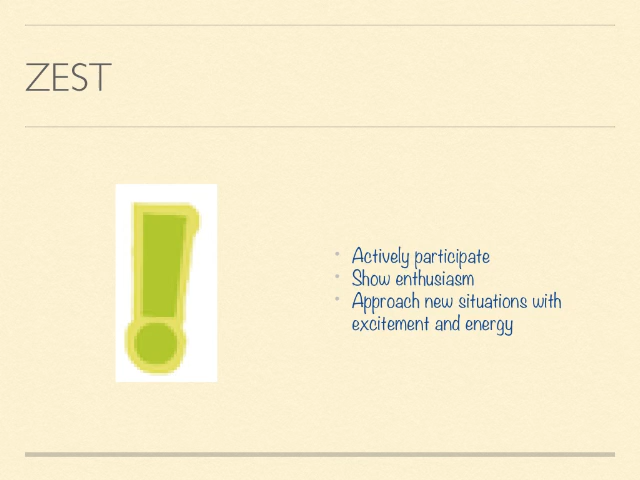 ZEST
• Actively participate
• Show enthusiasm
• Approach new situations with
excitement and energy